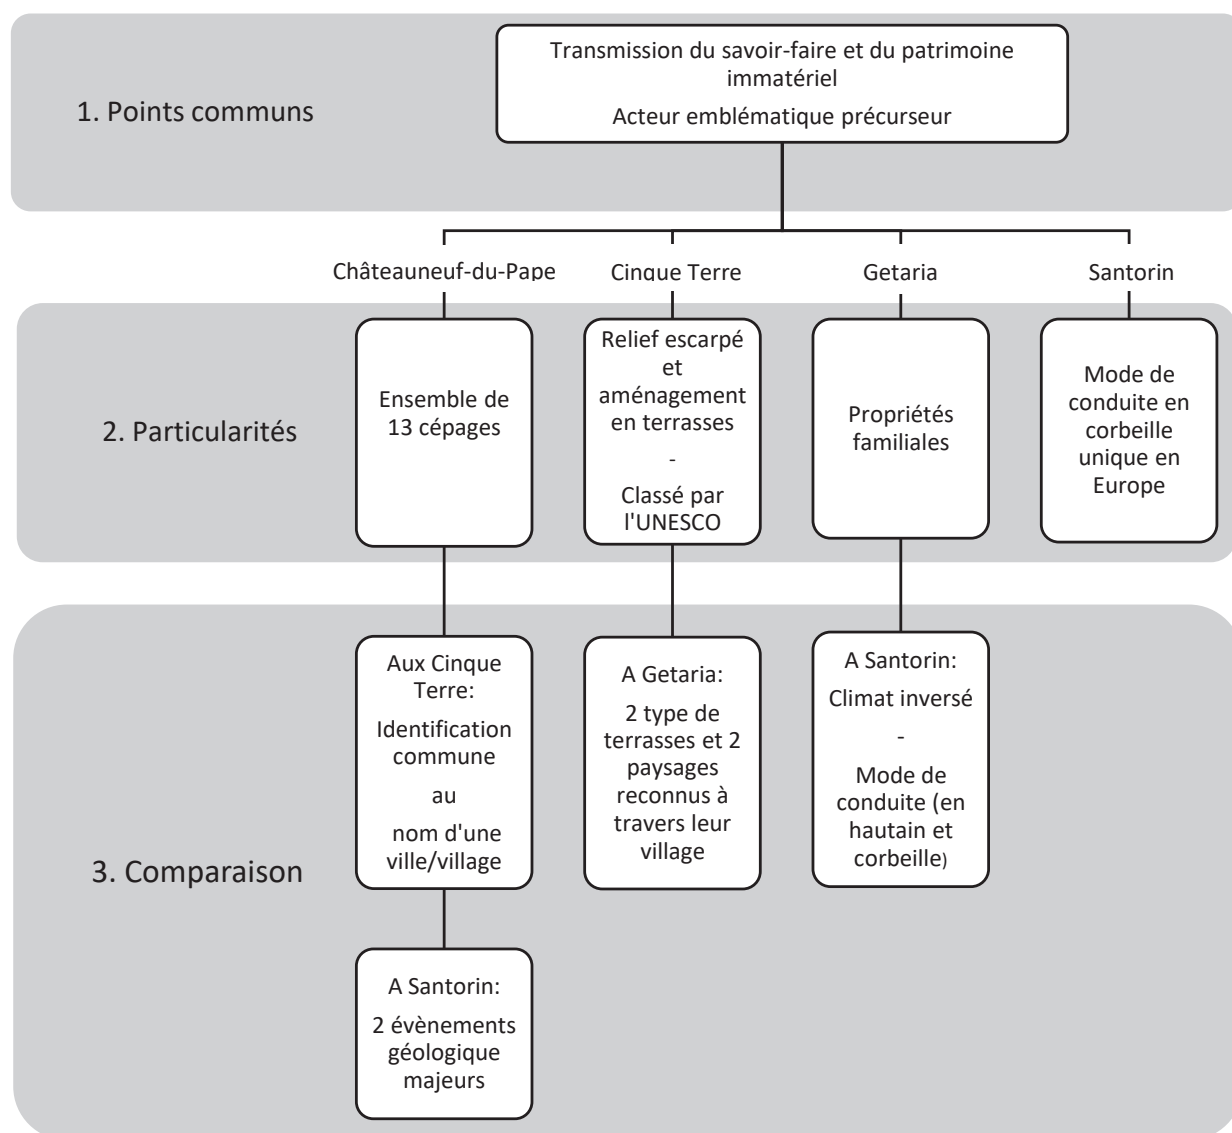 1. Points communs
Transmission du savoir-faire et du patrimoine
immatériel
Acteur emblématique précurseur
Châteauneuf-du-Pape
Cinque Terre
Getaria
Santorin
2. Particularités
Ensemble de
13 cépages
Relief escarpé
et
aménagement
en terrasses
-
Classé par
l'UNESCO
Propriétés
familiales
Mode de
conduite en
corbeille
unique en
Europe
3. Comparaison
Aux Cinque
Terre:
Identification
commune
au
nom d'une
ville/village
A Getaria:
2 type de
terrasses et 2
paysages
reconnus à
travers leur
village
A Santorin:
Climat inversé
-
Mode de
conduite (en
hautain et
corbeille)
A Santorin:
2 évènements
géologique
majeurs